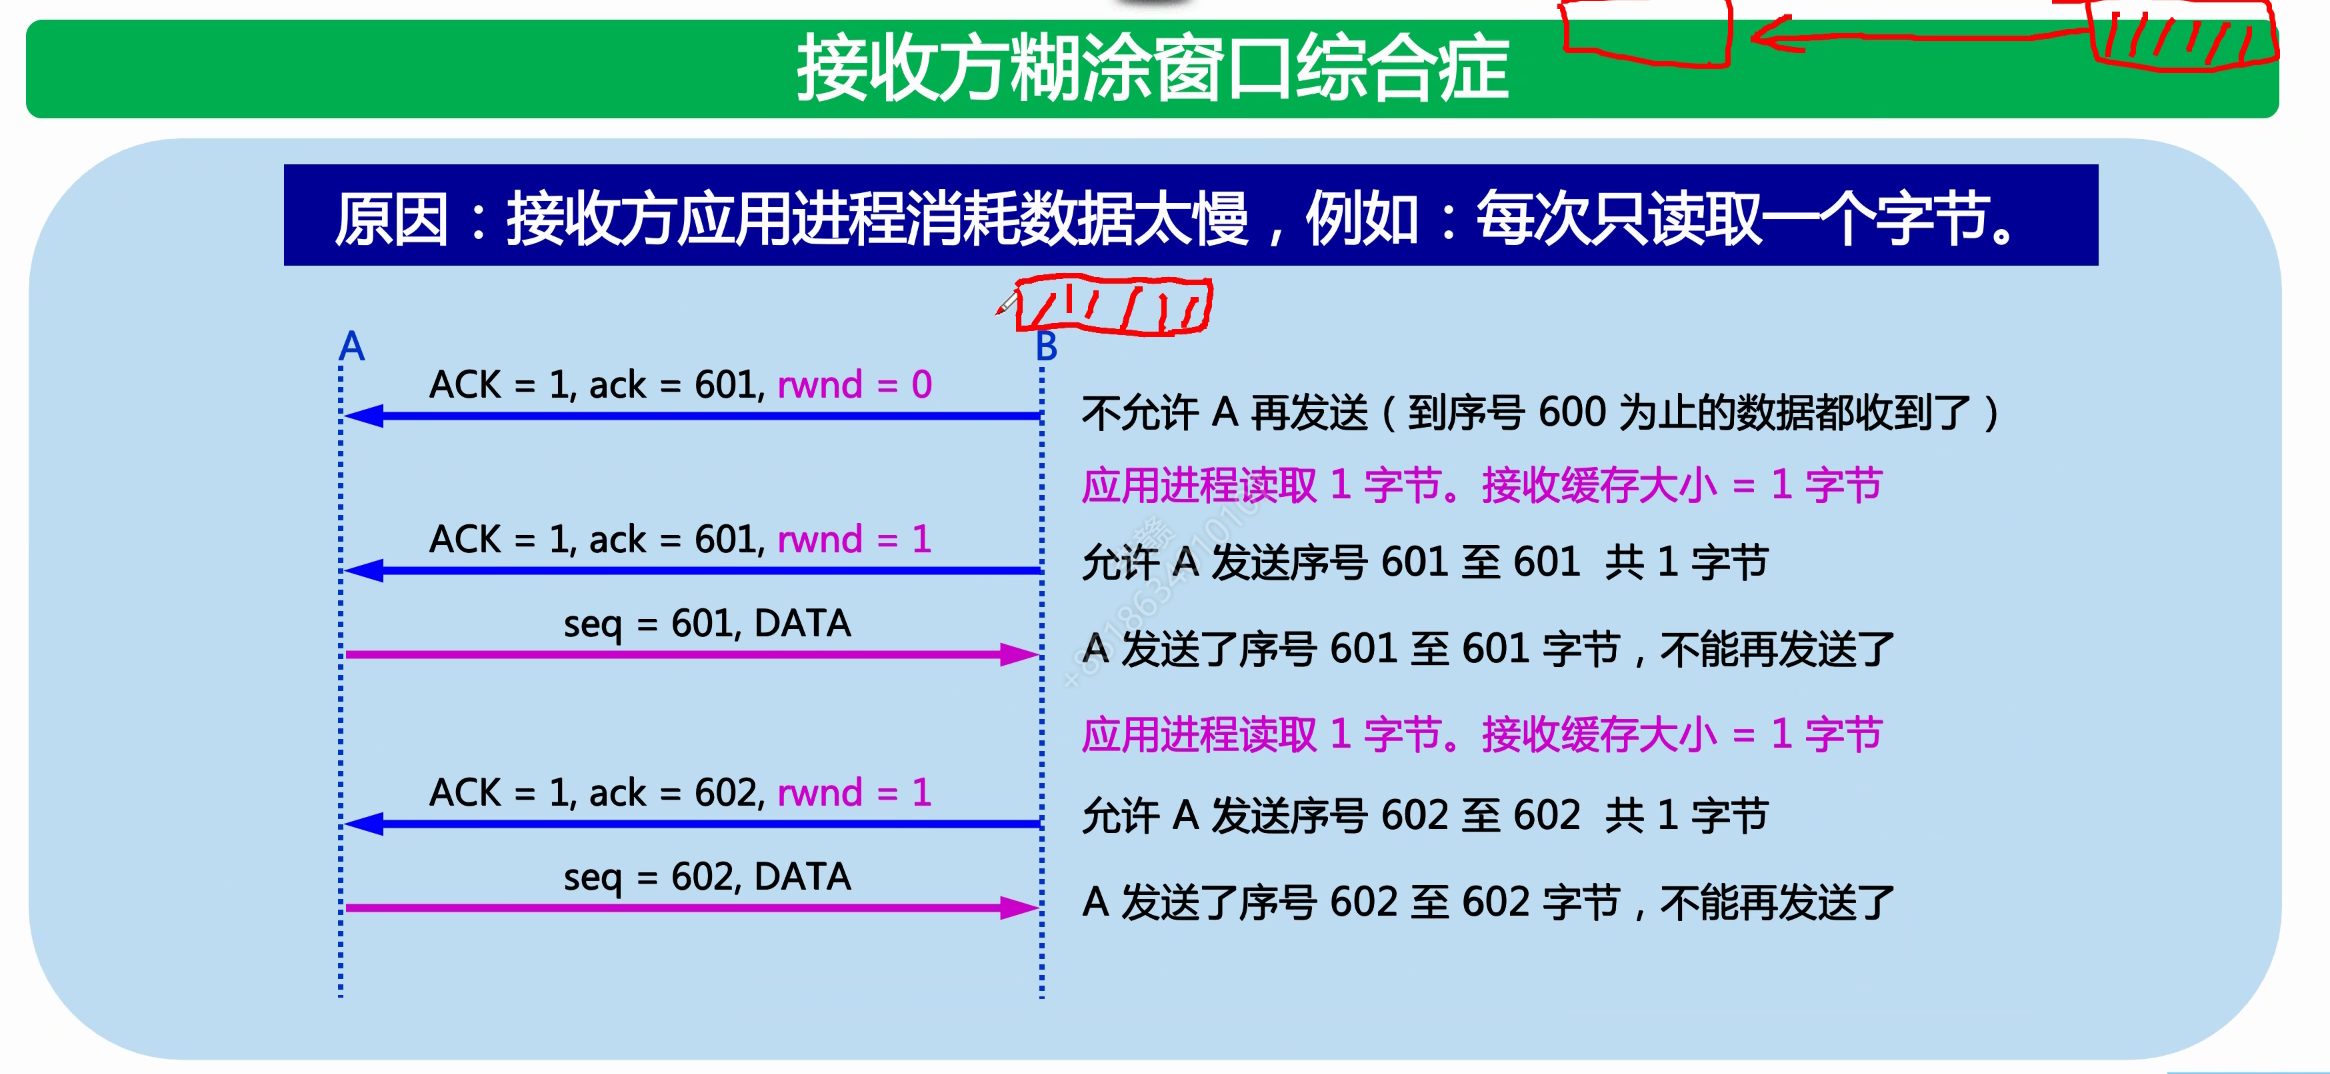 接收方糊涂窗口综合症
原因：接收方应用进程消耗数据太慢，例如：每次只读取一个字节。
A
B
ACK = 1, ack = 601, rwnd = 0
不允许 A 再发送（到序号 600 为止的数据都收到了）
应用进程读取 1 字节。接收缓存大小 = 1 字节
ACK = 1, ack = 601, rwnd = 1
允许 A 发送序号 601 至 601 共 1 字节
seq = 601, DATA
A 发送了序号 601 至 601 字节，不能再发送了
应用进程读取 1 字节。接收缓存大小 = 1 字节
ACK = 1, ack = 602, rwnd = 1
允许 A 发送序号 602 至 602 共 1 字节
seq = 602, DATA
A 发送了序号 602 至 602 字节，不能再发送了